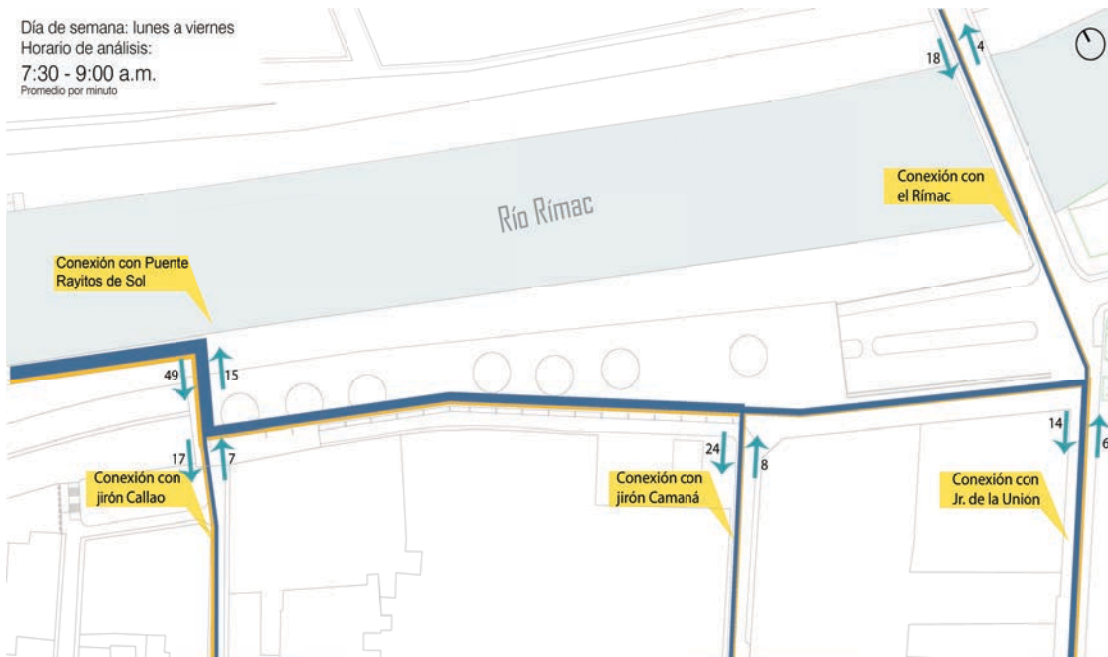 Día de semana: lunes a viernes
Horario de análisis:
7:30 - 9:00 a.m.
Promedio por minuto
18
4
Conexión con
el Rímac
Río Rímac
Conexión con Puente
Rayitos de Sol
49
15
17
7
Conexión con
jirón Callao
24
8
Conexión con
jirón Camaná
14
6
Conexión con
Jr. de la Union